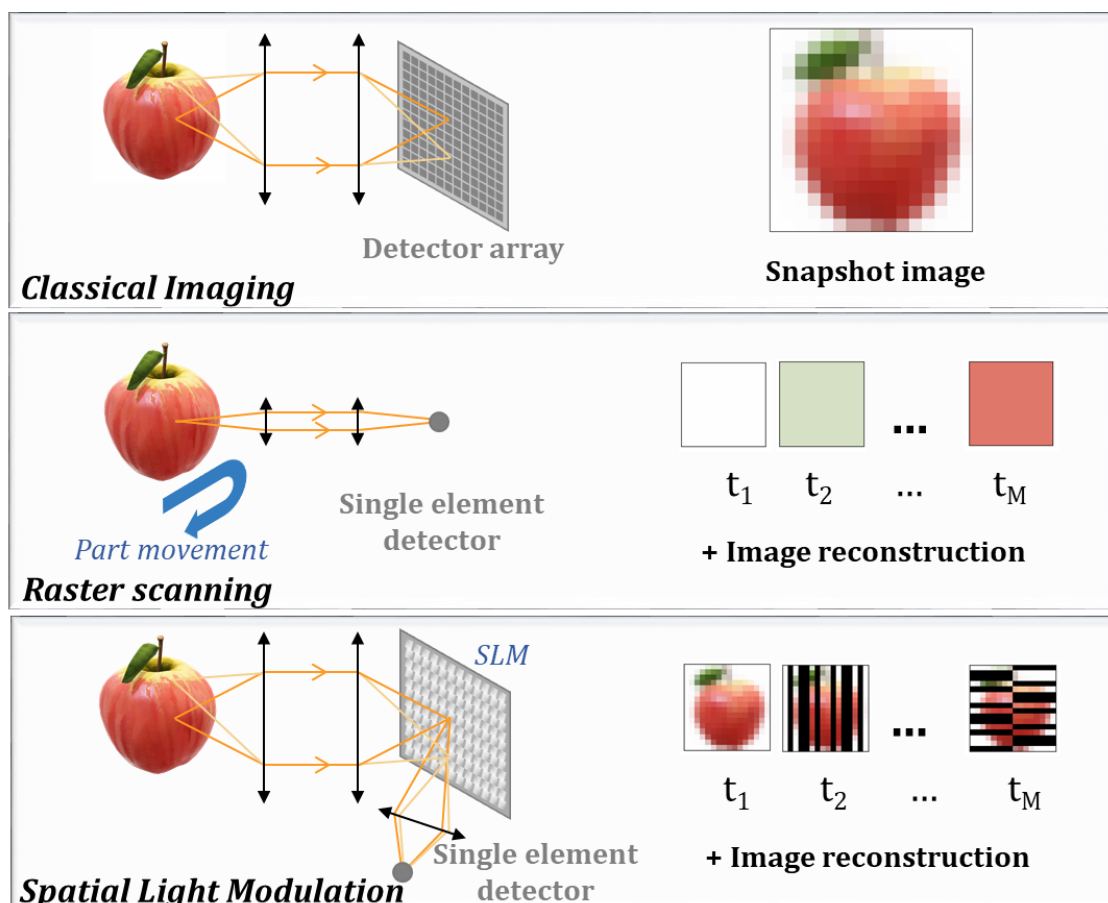 Detector array
Classical Imaging
Snapshot image
Single element
detector
Part movement
Raster scanning
t1 t2 ... tM
...
+ Image reconstruction
SLM
Single element
detector
Spatial Light Modulation
...
t1 t2 ... tM
+ Image reconstruction